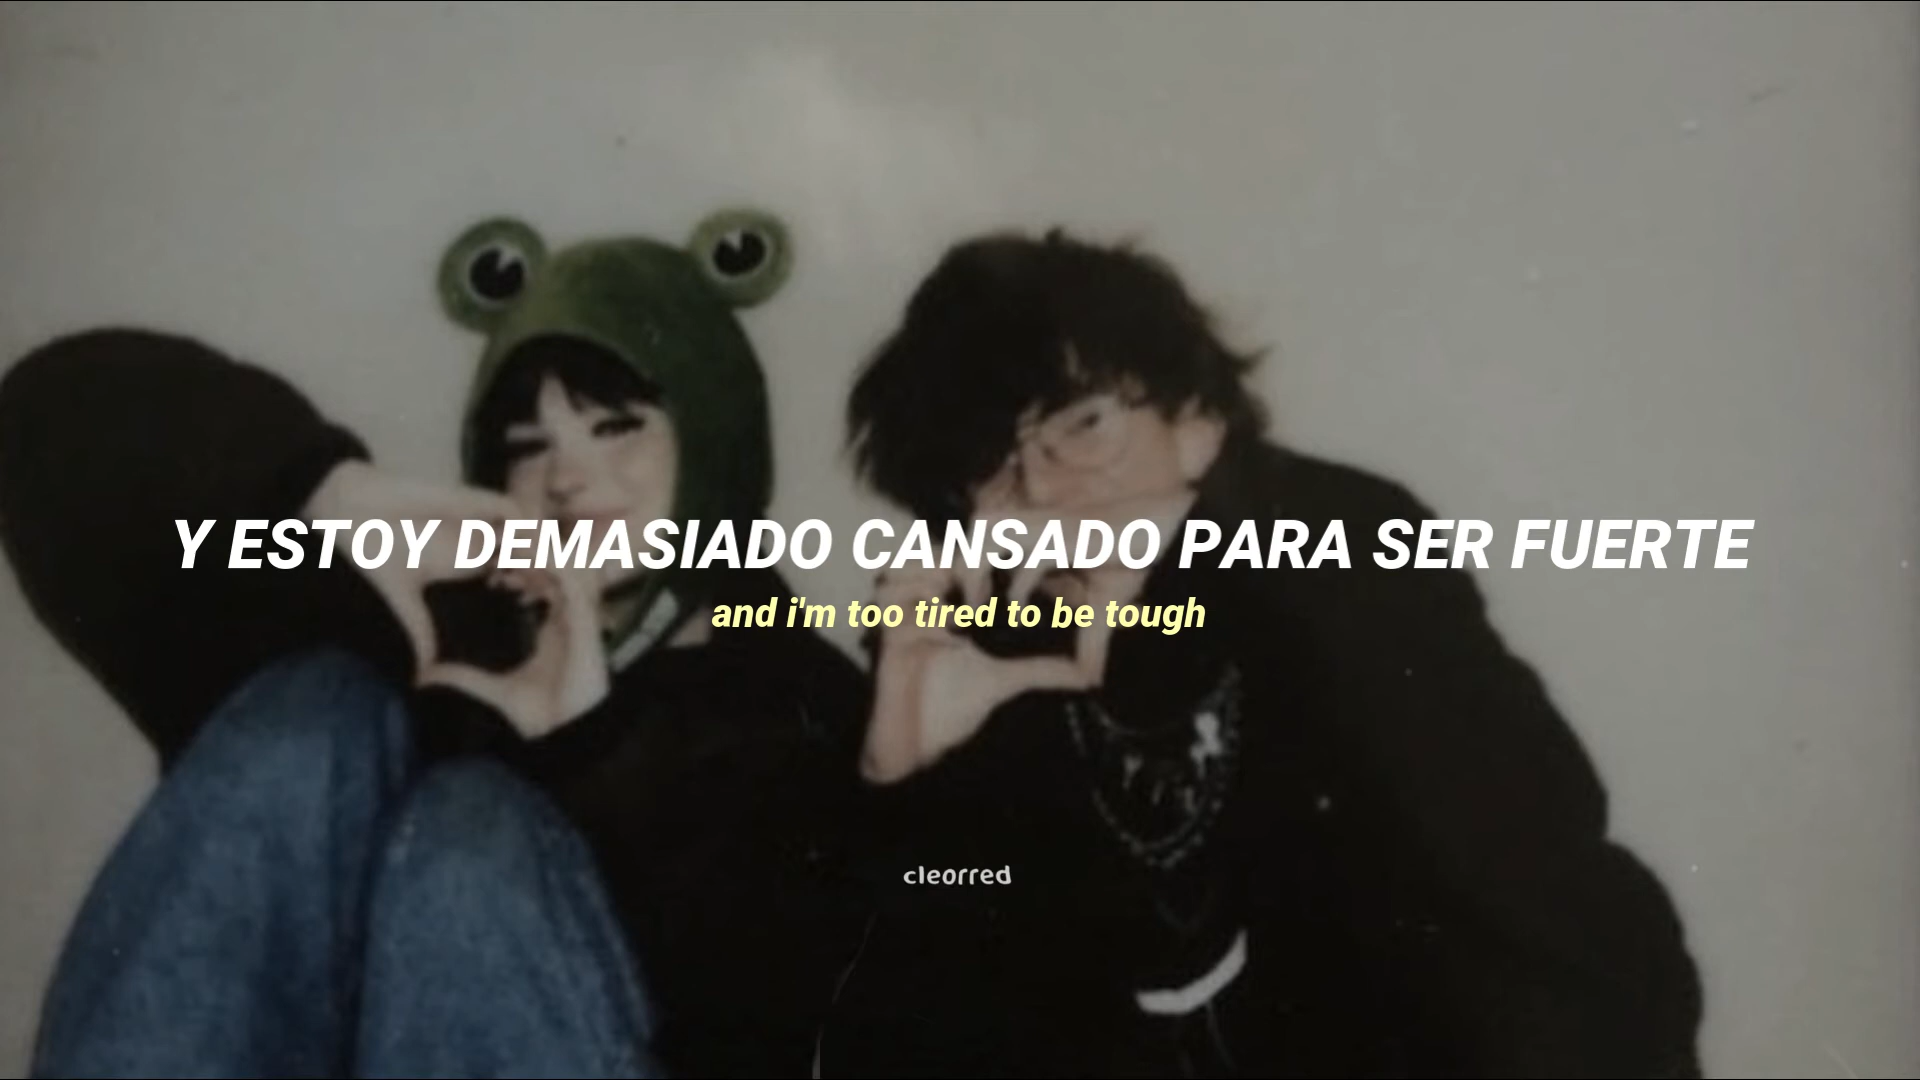 Y ESTOY DEMASIADO CANSADO PARA SER FUERTE
and i'm too tired to be tough
cleorred